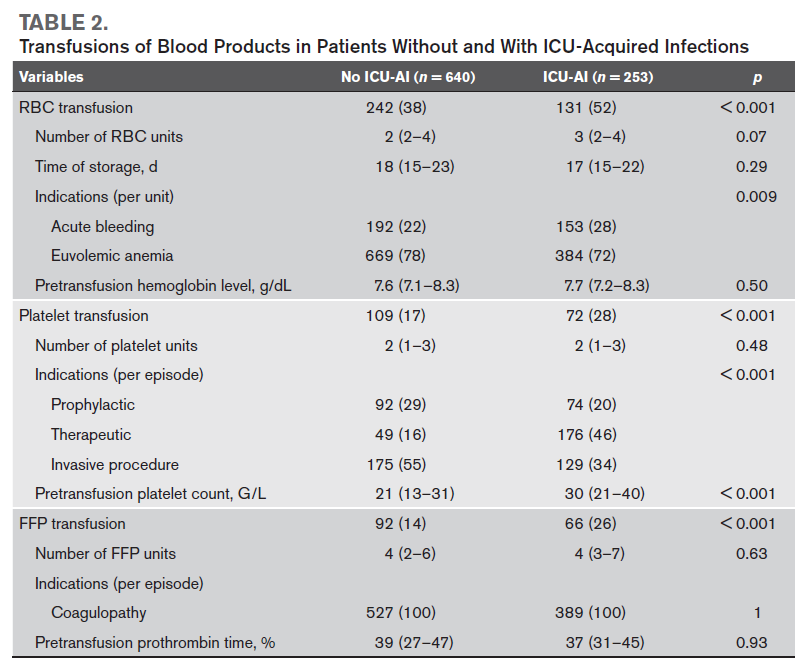 TABLE 2.
Transfusions of Blood Products in Patients Without and With ICU-Acquired Infections
Variables No ICU-AI (n = 640) ICU-AI (n = 253) p
RBC transfusion 242 (38) 131 (52) < 0.001
Number of RBC units 2 (2–4) 3 (2–4) 0.07
Time of storage, d 18 (15–23) 17 (15–22) 0.29
Indications (per unit) 0.009
Acute bleeding 192 (22) 153 (28)
Euvolemic anemia 669 (78) 384 (72)
Pretransfusion hemoglobin level, g/dL 7.6 (7.1–8.3) 7.7 (7.2–8.3) 0.50
Platelet transfusion 109 (17) 72 (28) < 0.001
Number of platelet units 2 (1–3) 2 (1–3) 0.48
Indications (per episode) < 0.001
Prophylactic 92 (29) 74 (20)
Therapeutic 49 (16) 176 (46)
Invasive procedure 175 (55) 129 (34)
Pretransfusion platelet count, G/L 21 (13–31) 30 (21–40) < 0.001
FFP transfusion 92 (14) 66 (26) < 0.001
Number of FFP units 4 (2–6) 4 (3–7) 0.63
Indications (per episode)
Coagulopathy 527 (100) 389 (100) 1
Pretransfusion prothrombin time, % 39 (27–47) 37 (31–45) 0.93